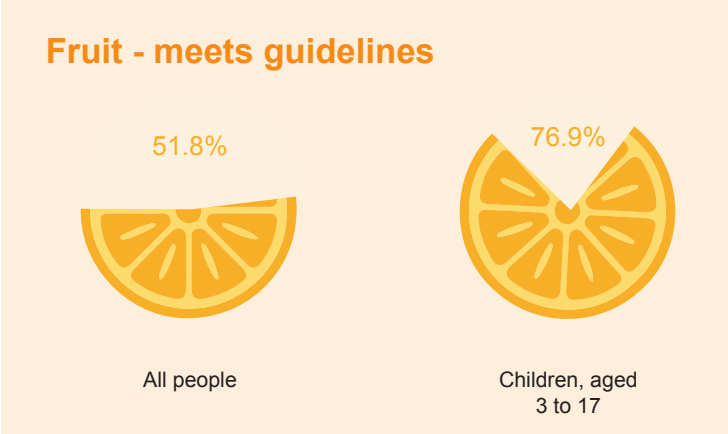 Fruit - meets guidelines
51.8%
76.9%
All people
Children, aged
3 to 17